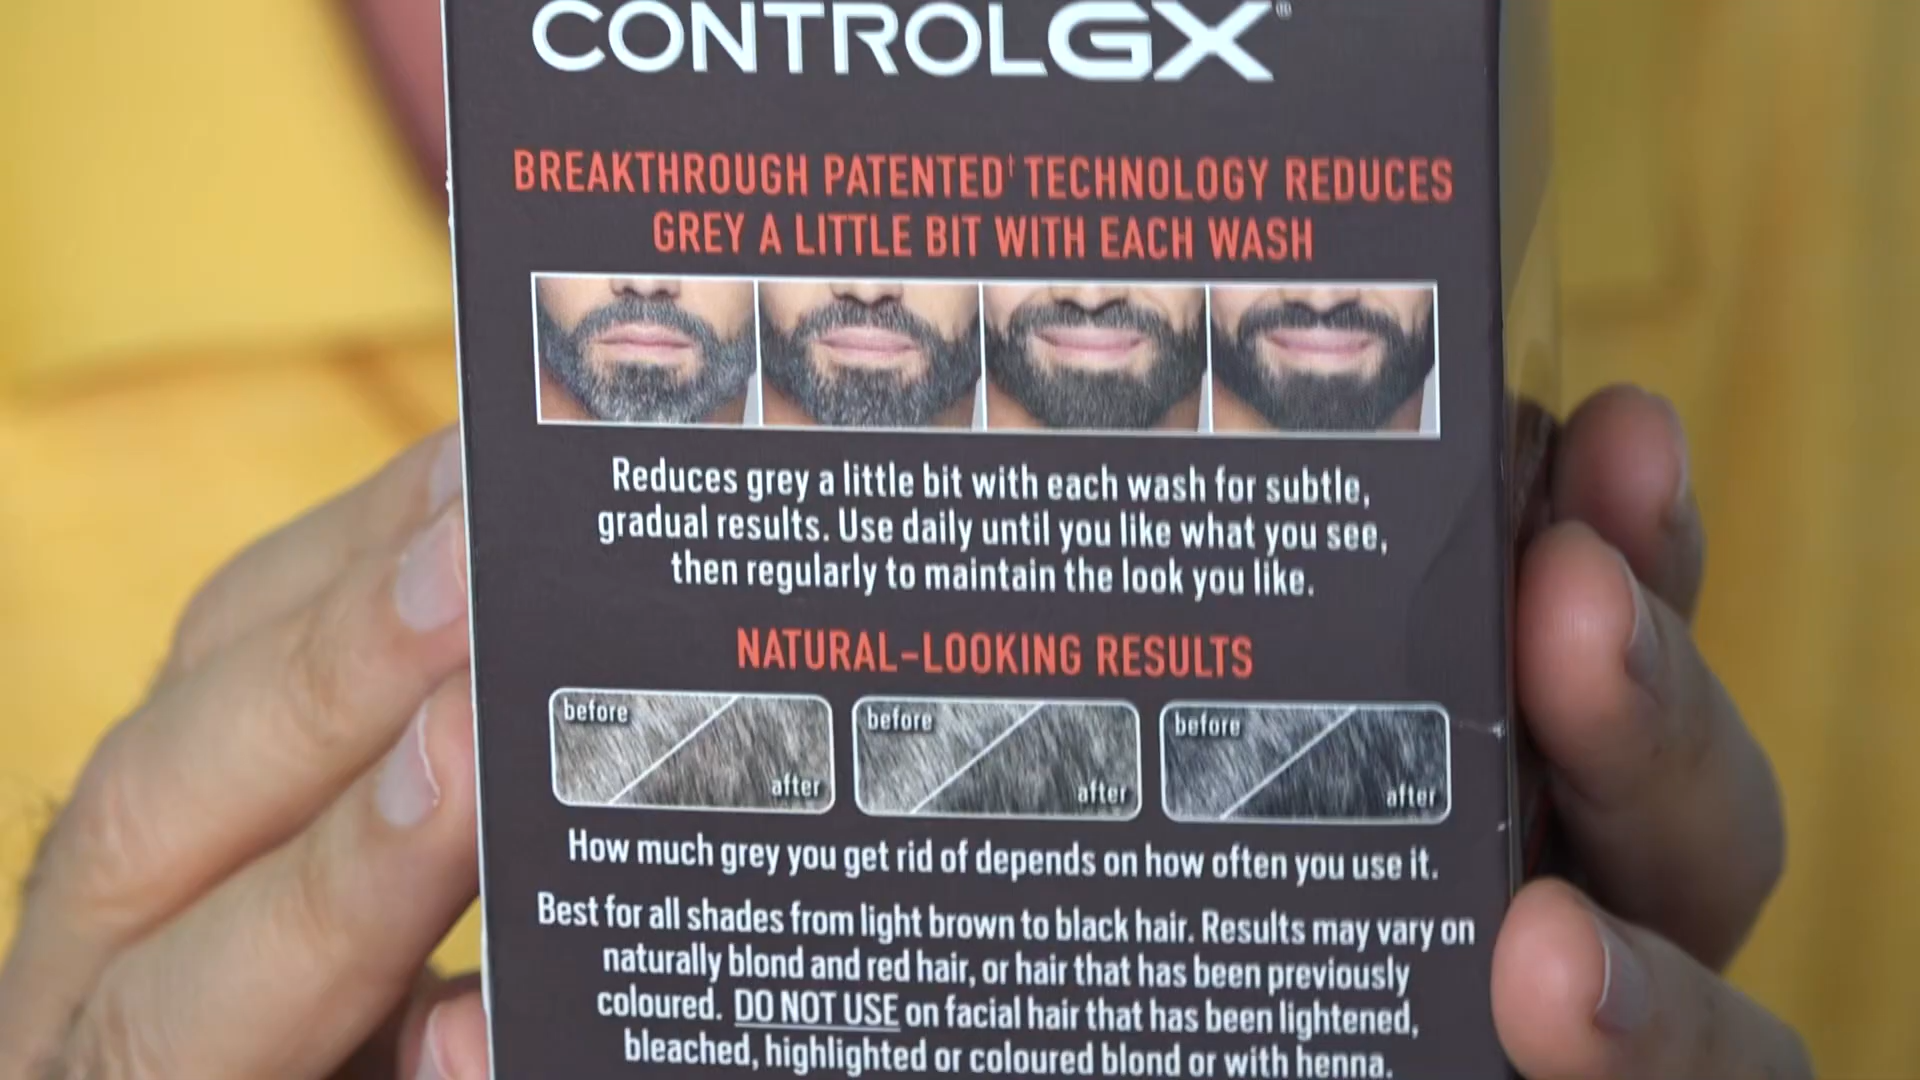 CONTROLGX®
BREAKTHROUGH PATENTED† TECHNOLOGY REDUCES
GREY A LITTLE BIT WITH EACH WASH
Reduces grey a little bit with each wash for subtle,
gradual results. Use daily until you like what you see,
then regularly to maintain the look you like.
NATURAL-LOOKING RESULTS
before after before after before after
How much grey you get rid of depends on how often you use it.
Best for all shades from light brown to black hair. Results may vary on
naturally blond and red hair, or hair that has been previously
coloured. DO NOT USE on facial hair that has been lightened,
bleached, highlighted or coloured blond or with henna.